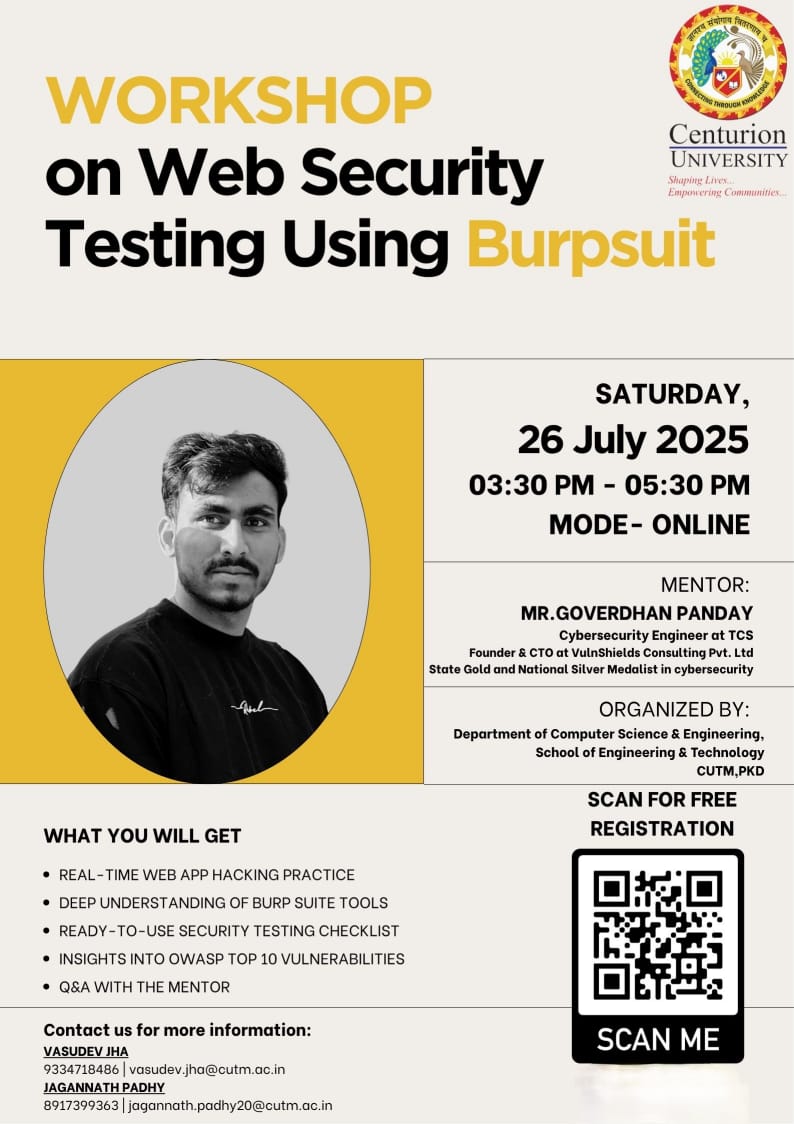 WORKSHOP
on Web Security
Testing Using Burpsuit
CONNECTING THROUGH KNOWLEDGE
Centurion
UNIVERSITY
Shaping Lives...
Empowering Communities...
SATURDAY,
26 July 2025
03:30 PM - 05:30 PM
MODE- ONLINE
MENTOR:
MR.GOVERDHAN PANDAY
Cybersecurity Engineer at TCS
Founder & CTO at VulnShields Consulting Pvt. Ltd
State Gold and National Silver Medalist in cybersecurity
ORGANIZED BY:
Department of Computer Science & Engineering,
School of Engineering & Technology
CUTM,PKD
WHAT YOU WILL GET
• REAL-TIME WEB APP HACKING PRACTICE
• DEEP UNDERSTANDING OF BURP SUITE TOOLS
• READY-TO-USE SECURITY TESTING CHECKLIST
• INSIGHTS INTO OWASP TOP 10 VULNERABILITIES
• Q&A WITH THE MENTOR
SCAN FOR FREE
REGISTRATION
SCAN ME
Contact us for more information:
VASUDEV JHA
9334718486 | vasudev.jha@cutm.ac.in
JAGANNATH PADHY
8917399363 | jagannath.padhy20@cutm.ac.in